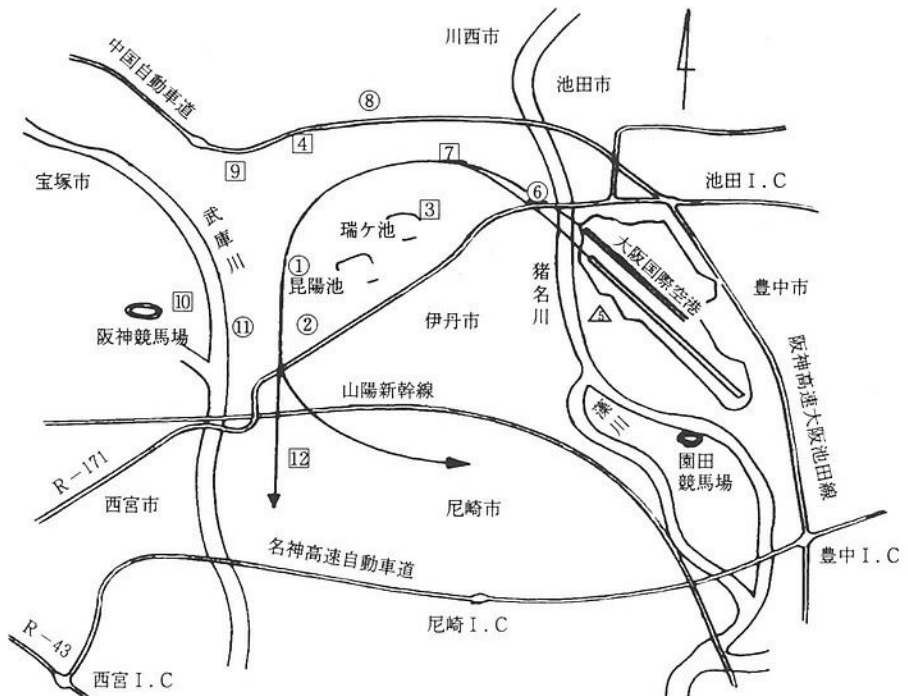 川西市
池田市
中国自動車道
⑧
4
7
9
宝塚市
武庫川
⑥
池田I.C
3
瑞ケ池
①
昆陽池
大阪国際空港
猪名川
豊中市
10
⑪
②
伊丹市
5
阪神競馬場
山陽新幹線
阪神高速大阪池田線
園田
競馬場
R-171
12
西宮市
尼崎市
名神高速自動車道
豊中I.C
尼崎I.C
R-43
西宮I.C